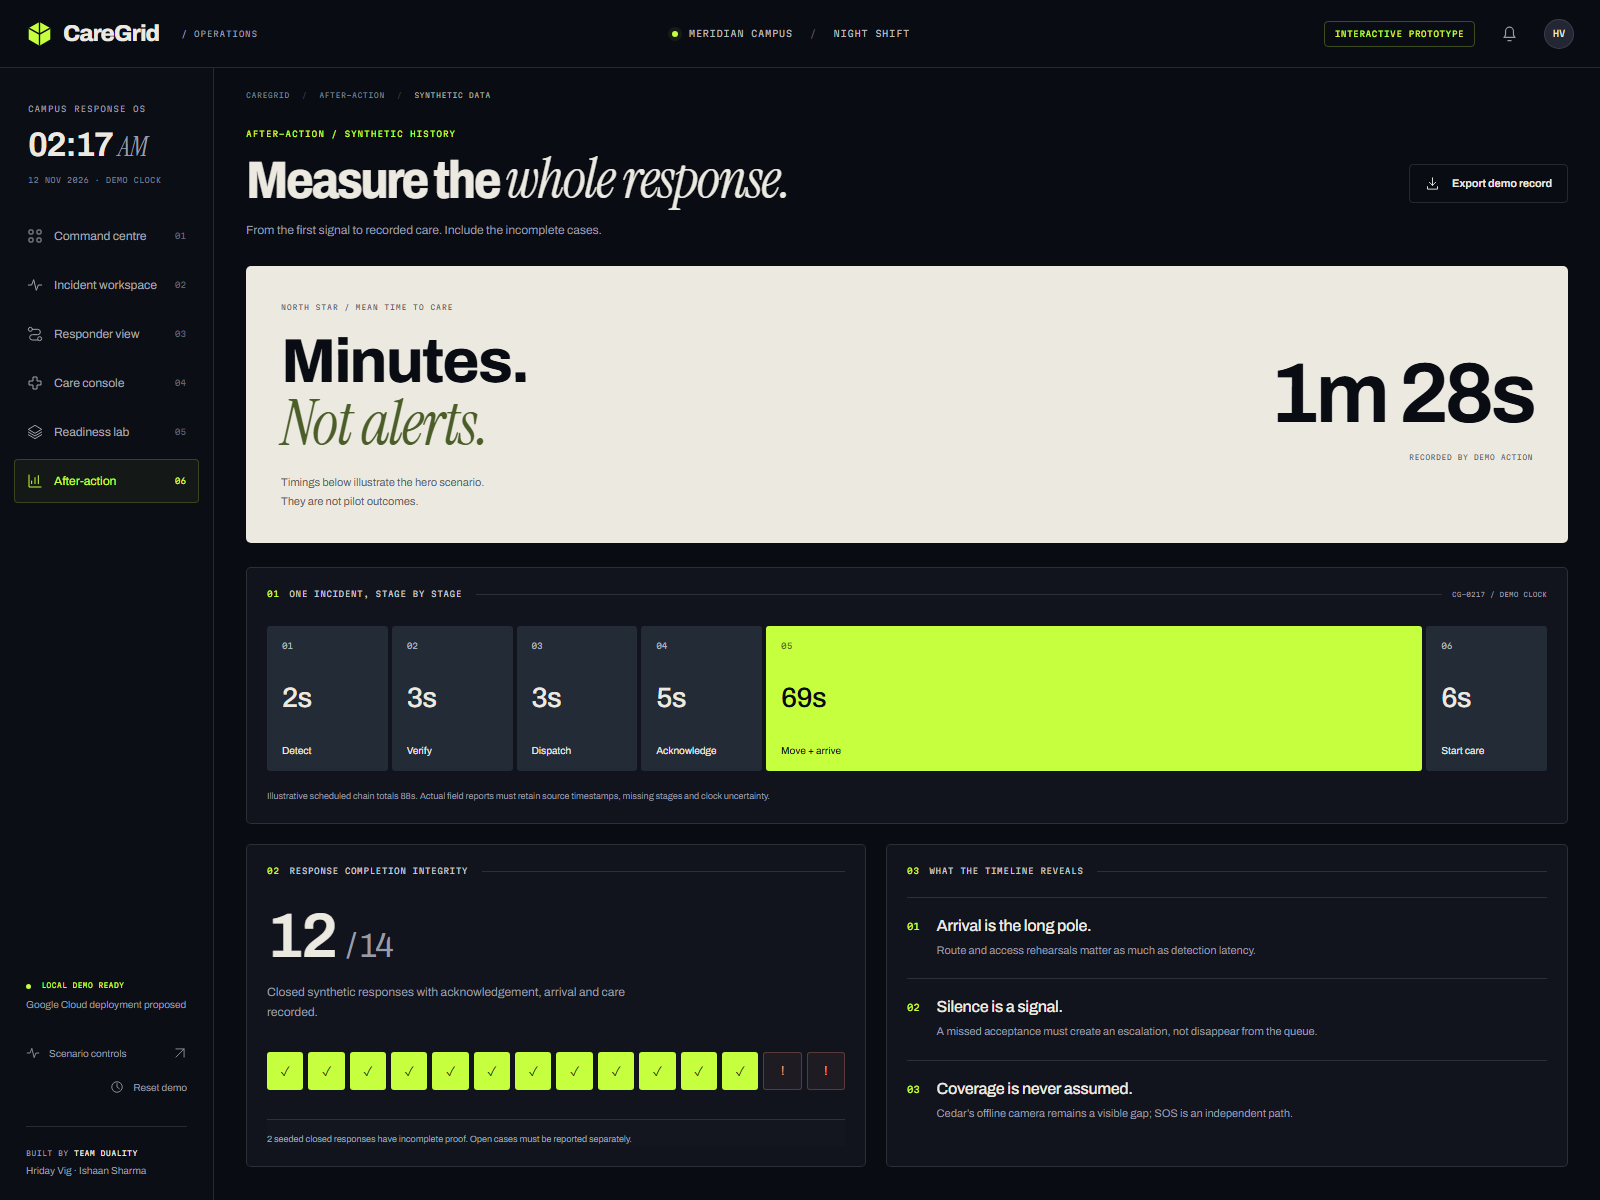 CareGrid
/ OPERATIONS
MERIDIAN CAMPUS / NIGHT SHIFT
INTERACTIVE PROTOTYPE
HV
CAMPUS RESPONSE OS
02:17 AM
12 NOV 2026 · DEMO CLOCK
Command centre 01
Incident workspace 02
Responder view 03
Care console 04
Readiness lab 05
After-action 06
LOCAL DEMO READY
Google Cloud deployment proposed
Scenario controls
Reset demo
BUILT BY TEAM DUALITY
Hriday Vig · Ishaan Sharma
CAREGRID / AFTER-ACTION / SYNTHETIC DATA
AFTER-ACTION / SYNTHETIC HISTORY
Measure the whole response.
From the first signal to recorded care. Include the incomplete cases.
Export demo record
NORTH STAR / MEAN TIME TO CARE
Minutes.
Not alerts.
Timings below illustrate the hero scenario.
They are not pilot outcomes.
1m 28s
RECORDED BY DEMO ACTION
01 ONE INCIDENT, STAGE BY STAGE
CG-0217 / DEMO CLOCK
01
2s
Detect
02
3s
Verify
03
3s
Dispatch
04
5s
Acknowledge
05
69s
Move + arrive
06
6s
Start care
Illustrative scheduled chain totals 88s. Actual field reports must retain source timestamps, missing stages and clock uncertainty.
02 RESPONSE COMPLETION INTEGRITY
12 / 14
Closed synthetic responses with acknowledgement, arrival and care
recorded.
✓ ✓ ✓ ✓ ✓ ✓ ✓ ✓ ✓ ✓ ✓ ✓ ! !
2 seeded closed responses have incomplete proof. Open cases must be reported separately.
03 WHAT THE TIMELINE REVEALS
01 Arrival is the long pole.
Route and access rehearsals matter as much as detection latency.
02 Silence is a signal.
A missed acceptance must create an escalation, not disappear from the queue.
03 Coverage is never assumed.
Cedar's offline camera remains a visible gap; SOS is an independent path.